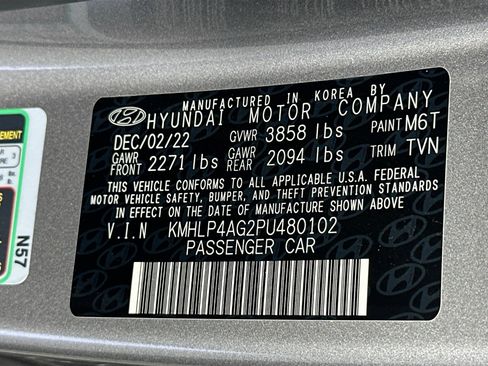 MANUFACTURED IN KOREA BY
HYUNDAI MOTOR COMPANY
DEC/02/22 GVWR 3858 lbs PAINT M6T
GAWR FRONT 2271 lbs GAWR REAR 2094 lbs TRIM TVN
THIS VEHICLE CONFORMS TO ALL APPLICABLE U.S.A. FEDERAL
MOTOR VEHICLE SAFETY, BUMPER, AND THEFT PREVENTION STANDARDS
IN EFFECT ON THE DATE OF MANUFACTURE SHOWN ABOVE
V.I.N KMHLP4AG2PU480102
PASSENGER CAR
N57